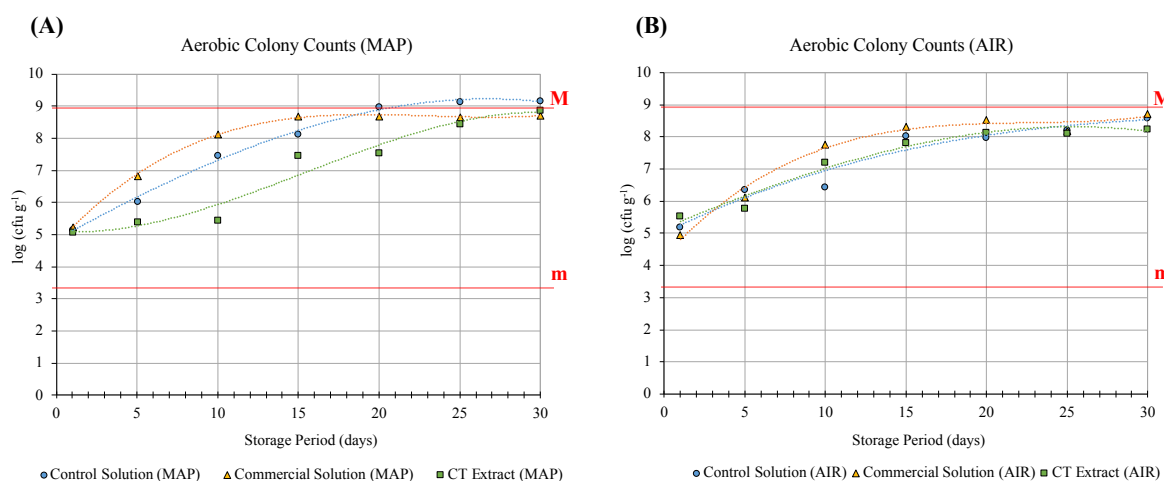 (A)
Aerobic Colony Counts (MAP)
10
9
8
7
6
5
4
3
2
1
0
log (cfu g-1)
M
m
0 5 10 15 20 25 30
Storage Period (days)
Control Solution (MAP) Commercial Solution (MAP) CT Extract (MAP)
(B)
Aerobic Colony Counts (AIR)
10
9
8
7
6
5
4
3
2
1
0
log (cfu g-1)
M
m
0 5 10 15 20 25 30
Storage Period (days)
Control Solution (AIR) Commercial Solution (AIR) CT Extract (AIR)